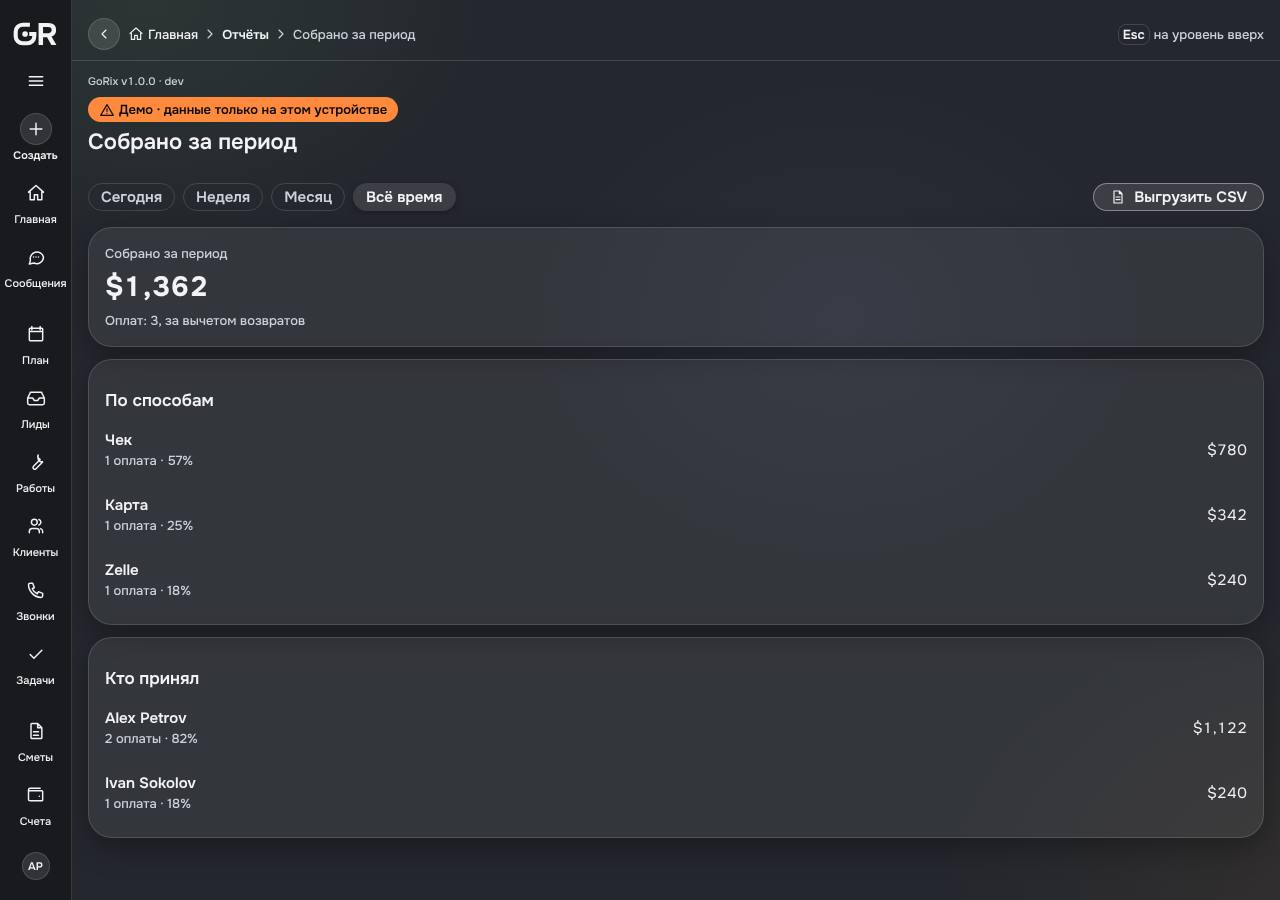 GR
Главная
Отчёты
Собрано за период
Esc на уровень вверх
GoRix v1.0.0 · dev
Демо · данные только на этом устройстве
Собрано за период
Создать
Главная
Сообщения
План
Лиды
Работы
Клиенты
Звонки
Задачи
Сметы
Счета
AP
Сегодня
Неделя
Месяц
Всё время
Выгрузить CSV
Собрано за период
$1,362
Оплат: 3, за вычетом возвратов
По способам
Чек
1 оплата · 57%
$780
Карта
1 оплата · 25%
$342
Zelle
1 оплата · 18%
$240
Кто принял
Alex Petrov
2 оплаты · 82%
$1,122
Ivan Sokolov
1 оплата · 18%
$240